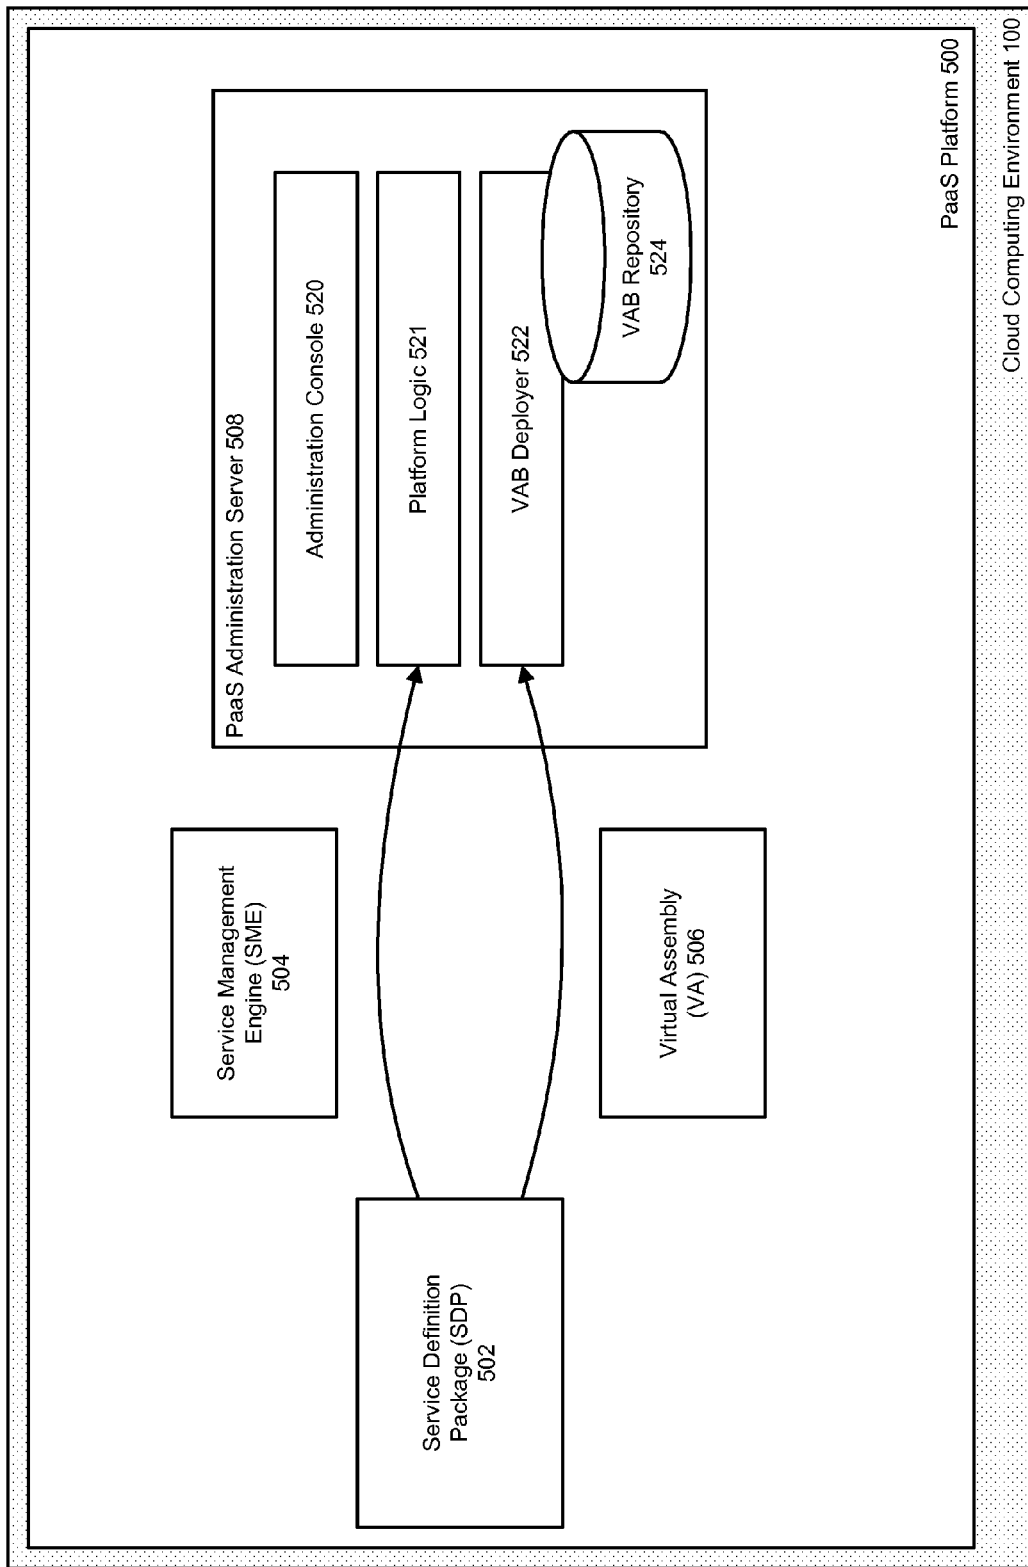 PaaS Administration Server 508
Administration Console 520
Platform Logic 521
VAB Deployer 522
VAB Repository
524
Service Management
Engine (SME)
504
Service Definition
Package (SDP)
502
Virtual Assembly
(VA) 506
PaaS Platform 500
Cloud Computing Environment 100